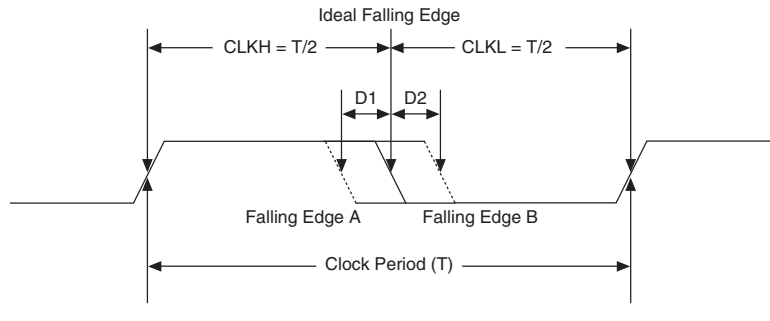 Ideal Falling Edge
CLKH = T/2
CLKL = T/2
D1
D2
Falling Edge A
Falling Edge B
Clock Period (T)